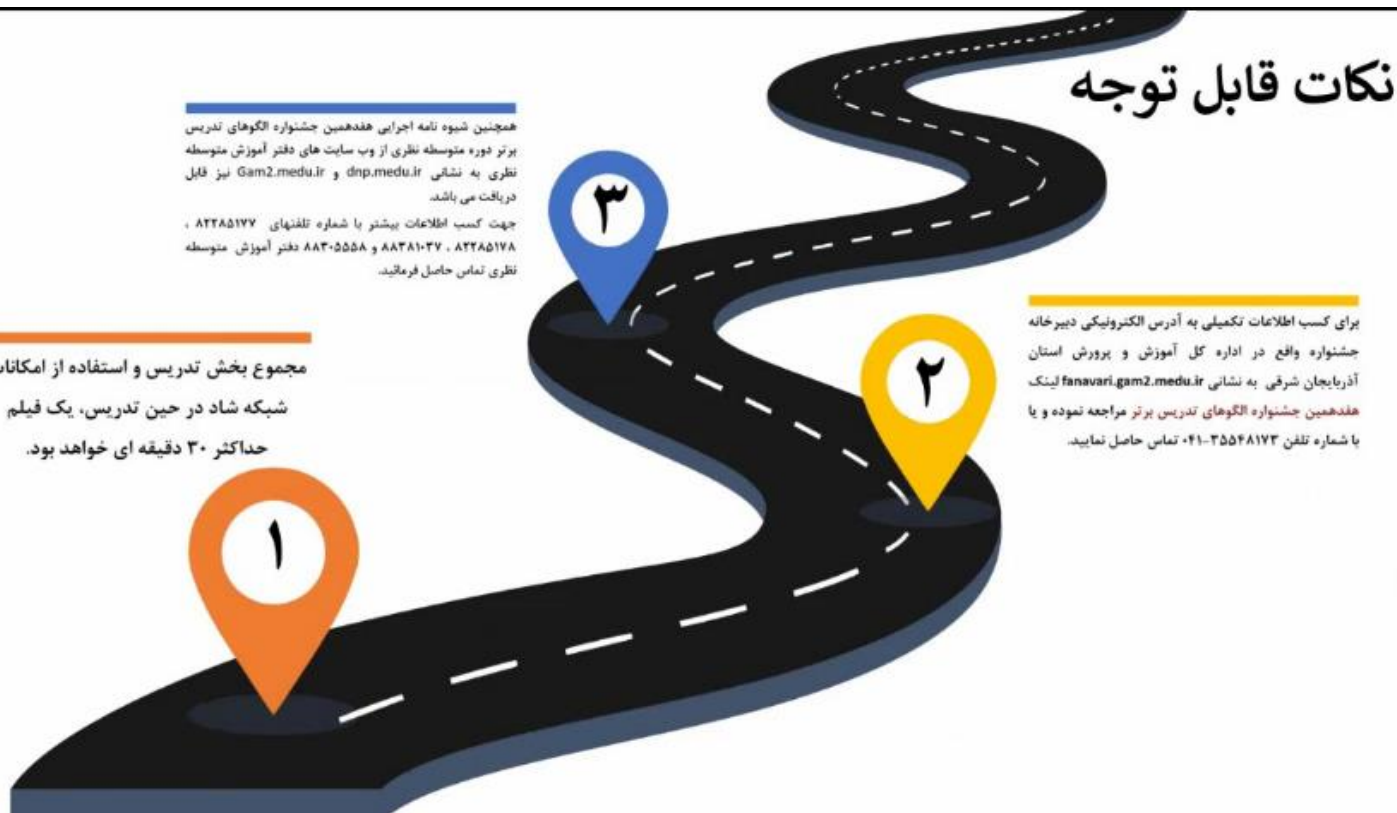 نکات قابل توجه
۱
مجموع بخش تدریس و استفاده از امکانات
شبکه شاد در حین تدریس، یک فیلم
حداکثر ۳۰ دقیقه ای خواهد بود.
۲
برای کسب اطلاعات تکمیلی به آدرس الکترونیکی دبیرخانه
جشنواره واقع در اداره کل آموزش و پرورش استان
آذربایجان شرقی به نشانی fanavari.gam2.medu.ir لینک
هفدهمین جشنواره الگوهای تدریس برتر مراجعه نموده و یا
با شماره تلفن ۳۵۵۴۸۱۷۳-۰۴۱ تماس حاصل نمایید.
۳
همچنین شیوه نامه اجرایی هفدهمین جشنواره الگوهای تدریس
برتر دوره متوسطه نظری از وب سایت های دفتر آموزش متوسطه
نظری به نشانی dnp.medu.ir و Gam2.medu.ir نیز قابل
دریافت می باشد.
جهت کسب اطلاعات بیشتر با شماره تلفنهای ۸۲۲۸۵۱۷۷ ،
۸۲۲۸۵۱۷۸ ، ۸۸۳۸۱۰۳۷ و ۸۸۳۰۵۵۵۸ دفتر آموزش متوسطه
نظری تماس حاصل فرمائید.